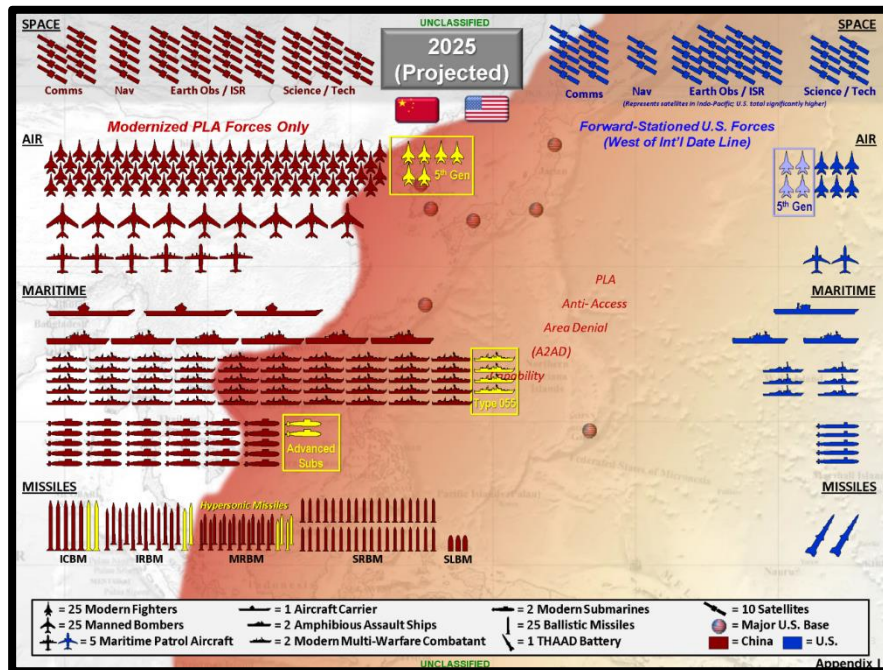 UNCLASSIFIED
SPACE
2025
(Projected)
SPACE
Comms
Nav
Earth Obs / ISR
Science / Tech
Comms
Nav
Earth Obs / ISR
Science / Tech
(Represents satellites in Indo-Pacific; U.S. total significantly higher)
Modernized PLA Forces Only
Forward-Stationed U.S. Forces
(West of Int'l Date Line)
AIR
AIR
5th Gen
5th Gen
MARITIME
MARITIME
PLA
Anti- Access
Area Denial
(A2AD)
Capability
Type 055
Advanced
Subs
MISSILES
MISSILES
Hypersonic Missiles
ICBM
IRBM
MRBM
SRBM
SLBM
= 25 Modern Fighters
= 1 Aircraft Carrier
= 2 Modern Submarines
= 10 Satellites
= 25 Manned Bombers
= 2 Amphibious Assault Ships
= 25 Ballistic Missiles
= Major U.S. Base
= 5 Maritime Patrol Aircraft
= 2 Modern Multi-Warfare Combatant
= 1 THAAD Battery
= China
= U.S.
UNCLASSIFIED
Appendix I